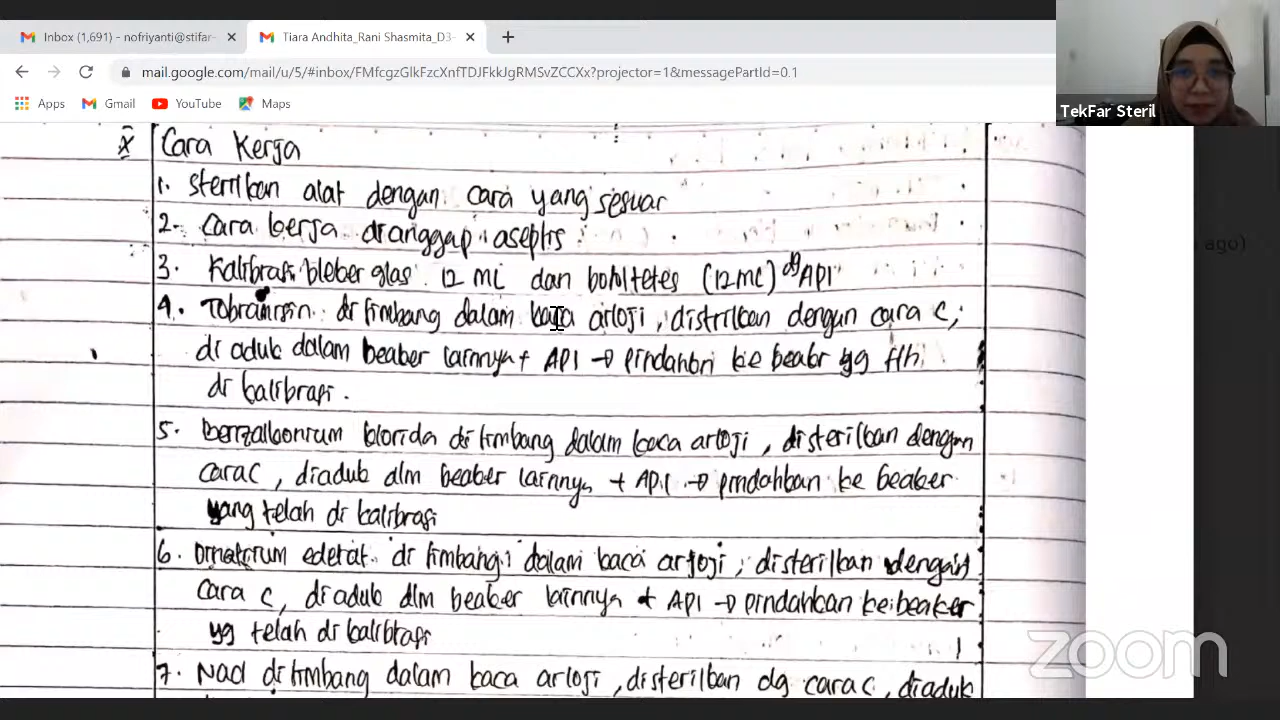 Inbox (1,691) - nofriyanti@stifar-
Tiara Andhita_Rani Shasmita_D3-
mail.google.com/mail/u/5/#inbox/FMfcgzGlkFzcXnfTDJFkkJgRMSvZCCXx?projector=1&messagePartId=0.1
Apps Gmail YouTube Maps
TekFar Steril
ago)
X Cara Kerja
1. sterilkan alat dengan cara yang sesuai
2. Cara kerja dianggap aseptis
3. Kalibrasi bleker glas 12 ml dan botol tetes (12 ml) dg API
4. Tobramisin di timbang dalam kaca arloji, distrilkan dengan cara C,
di aduk dalam beaker lainnya + API → pindahkn ke beakr yg tlh
di kalibrasi.
5. benzalkonium klorida di timbang dalam kaca arloji, disterilkan dengan
cara C, diaduk dlm beaker lainnya + API → pindahkan ke beaker
yang telah di kalibrasi
6. Dinatrium edetat di timbang dalam kaca arloji, disterilkan dengan
cara C, diaduk dlm beaker lainnya + API → pindahkan ke beaker
yg telah di kalibrasi
7. Nacl di timbang dalam kaca arloji, disterilkan dg cara C, diaduk
zoom